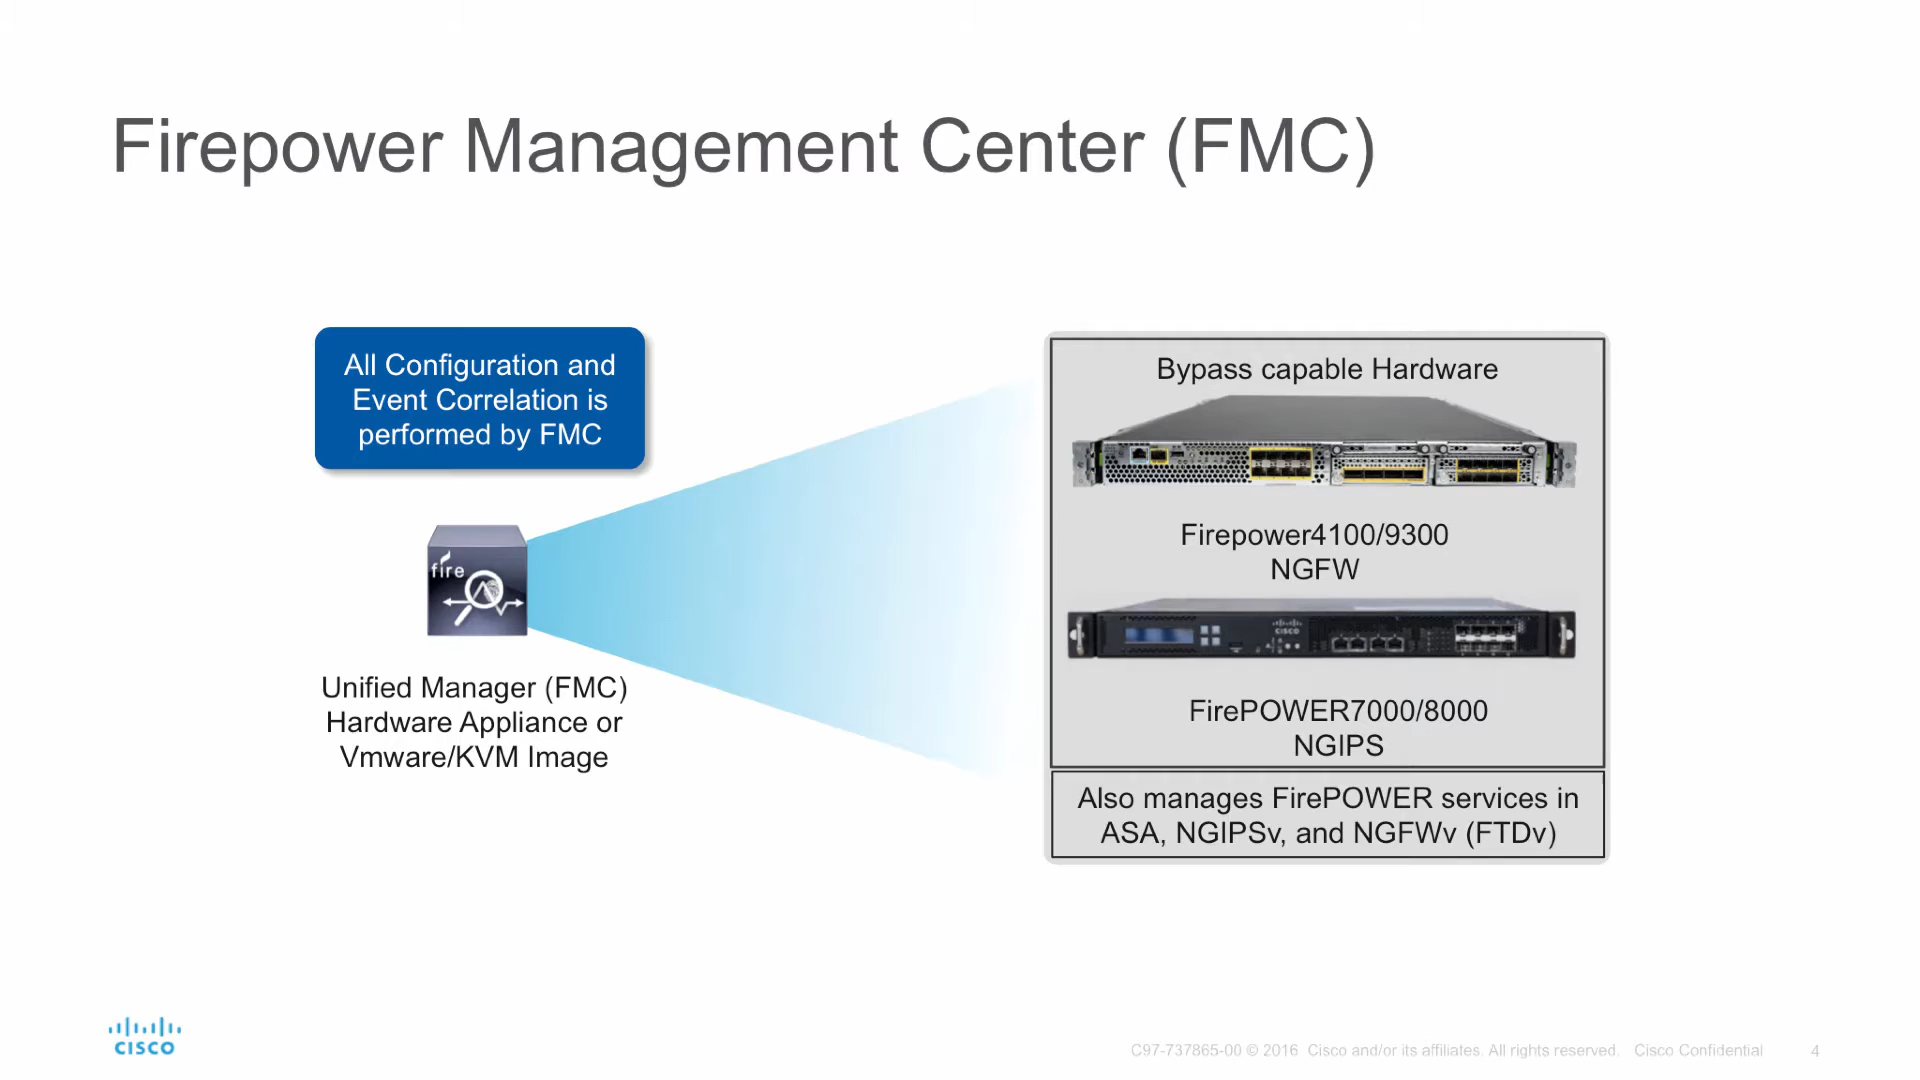 Firepower Management Center (FMC)
All Configuration and
Event Correlation is
performed by FMC
fire
Unified Manager (FMC)
Hardware Appliance or
Vmware/KVM Image
Bypass capable Hardware
Firepower4100/9300
NGFW
CISCO
FirePOWER7000/8000
NGIPS
Also manages FirePOWER services in
ASA, NGIPSv, and NGFWv (FTDv)
CISCO
C97-737865-00 © 2016 Cisco and/or its affiliates. All rights reserved. Cisco Confidential 4